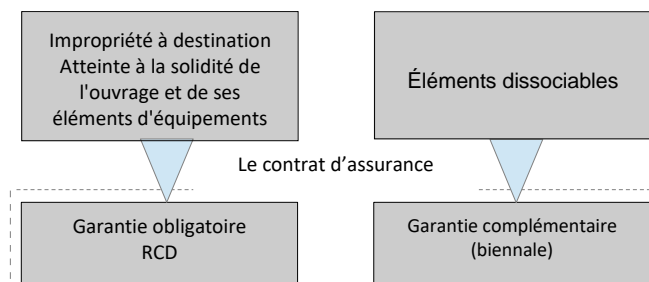 Impropriété à destination
Atteinte à la solidité de
l'ouvrage et de ses
éléments d'équipements
Éléments dissociables
Le contrat d’assurance
Garantie obligatoire
RCD
Garantie complémentaire
(biennale)